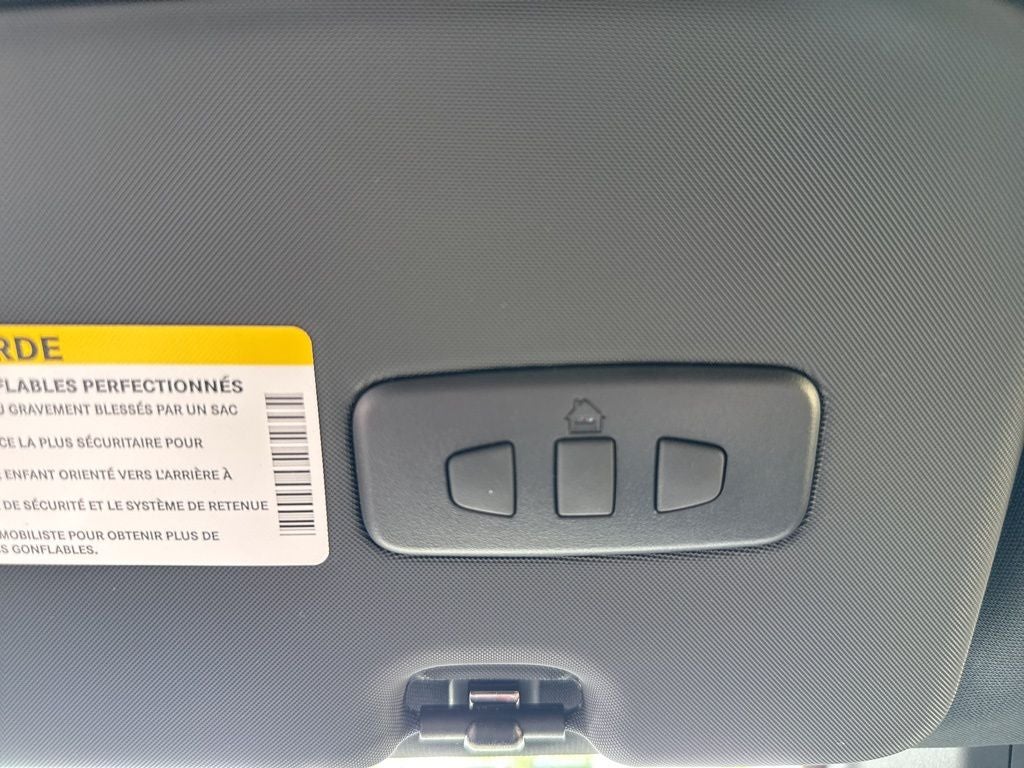 RDE
FLABLES PERFECTIONNÉS
U GRAVEMENT BLESSÉS PAR UN SAC
CE LA PLUS SÉCURITAIRE POUR
ENFANT ORIENTÉ VERS L'ARRIÈRE À
DE SÉCURITÉ ET LE SYSTÈME DE RETENUE
MOBILISTE POUR OBTENIR PLUS DE
S GONFLABLES.